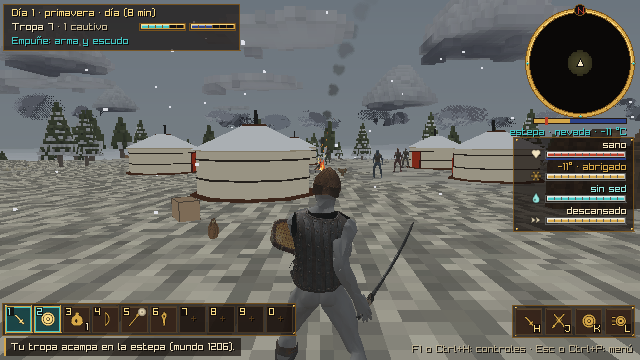 Día 1 · primavera · día (8 min)
Tropa 7 · 1 cautivo
Empuñe: arma y escudo
N
estepa · nevada · -11 °C
sano
-11° · abrigado
sin sed
descansado
1 2 3 4 5 6 7 8 9 0
1
H J K L
Tu tropa acampa en la estepa (mundo 1206).
F1 o Ctrl+H: controles · Esc o Ctrl+P: menú